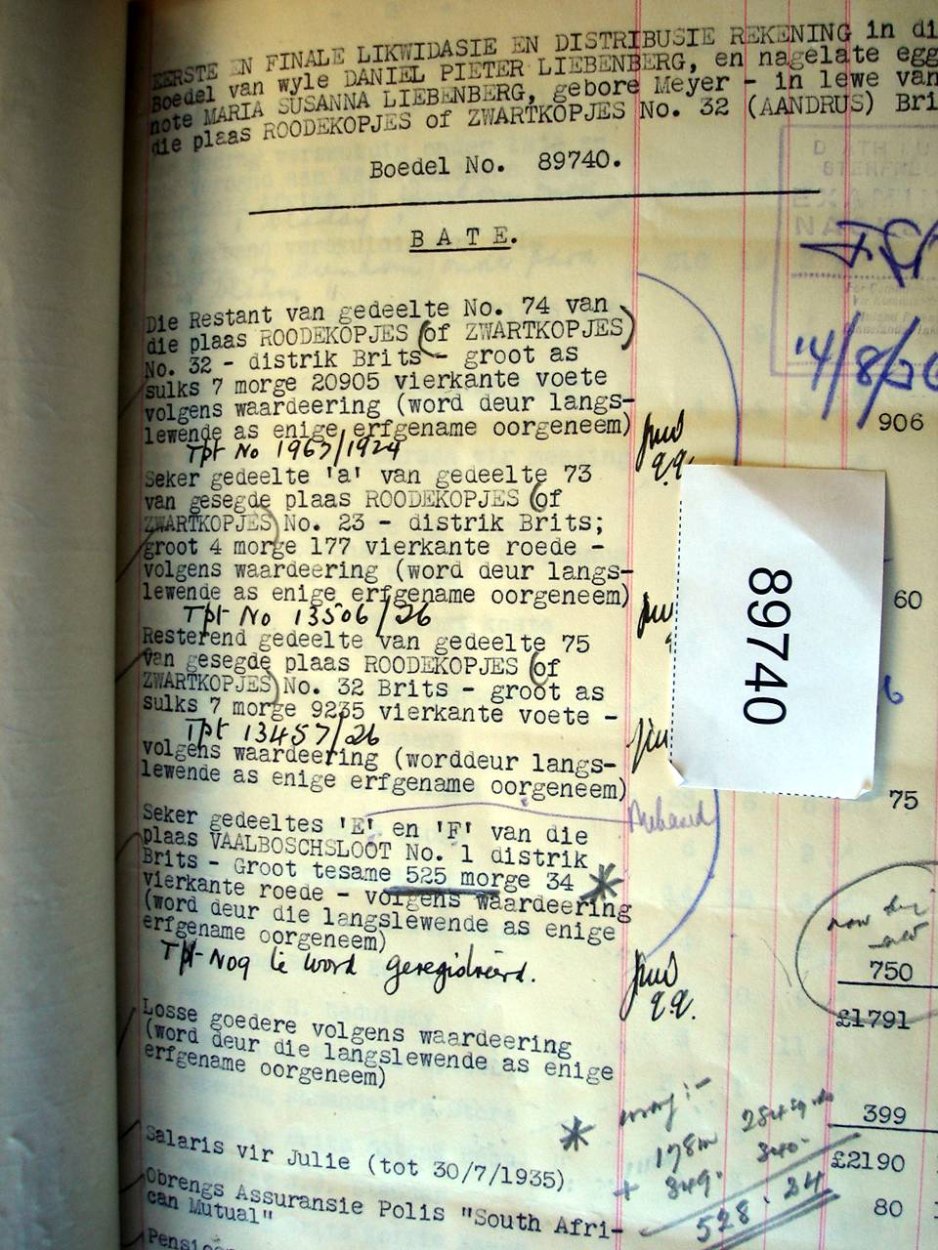 EERSTE EN FINALE LIKWIDASIE EN DISTRIBUSIE REKENING in di
Boedel van wyle DANIEL PIETER LIEBENBERG, en nagelate egg
note MARIA SUSANNA LIEBENBERG, gebore Meyer - in lewe van
die plaas ROODEKOPJES of ZWARTKOPJES No. 32 (AANDRUS) Bri
Boedel No. 89740.
B A T E.
Die Restant van gedeelte No. 74 van
die plaas ROODEKOPJES (of ZWARTKOPJES)
No. 32 - distrik Brits - groot as
sulks 7 morge 20905 vierkante voete
volgens waardeering (word deur langs-
lewende as enige erfgename oorgeneem)
906
Tpt No 1963/1924
q.q.
Seker gedeelte 'a' van gedeelte 73
van gesegde plaas ROODEKOPJES (of
ZWARTKOPJES) No. 23 - distrik Brits;
groot 4 morge 177 vierkante roede -
volgens waardeering (word deur langs-
lewende as enige erfgename oorgeneem)
60
Tpt No 13506/26
89740
Resterend gedeelte van gedeelte 75
van gesegde plaas ROODEKOPJES (of
ZWARTKOPJES) No. 32 Brits - groot as
sulks 7 morge 9235 vierkante voete -
Tpt 13457/26
volgens waardeering (worddeur langs-
lewende as enige erfgename oorgeneem)
75
Seker gedeeltes 'E' en 'F' van die
plaas VAALBOSCHSLOOT No. 1 distrik
Brits - Groot tesame 525 morge 34 *
vierkante roede - volgens waardeering
(word deur die langslewende as enige
erfgename oorgeneem)
750
Tpt Nog te word geregistreerd.
q.q.
£1791
Losse goedere volgens waardeering
(word deur die langslewende as enige
erfgename oorgeneem)
399
*
178m
+ 349. 340.
528. 24
£2190
Salaris vir Julie (tot 30/7/1935)
Obrengs Assuransie Polis "South Afri-
can Mutual"
80